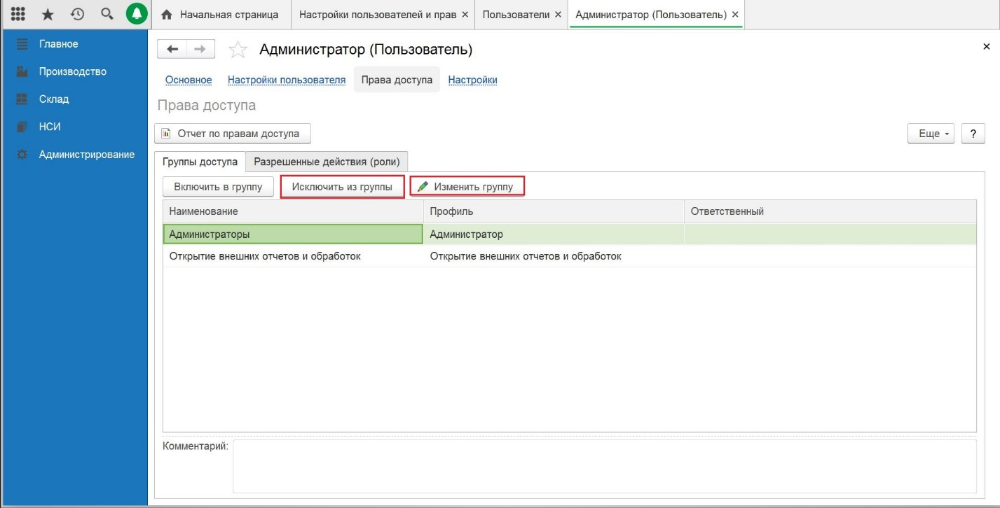 Начальная страница
Настройки пользователей и прав ×
Пользователи ×
Администратор (Пользователь) ×
Главное
Производство
Склад
НСИ
Администрирование
Администратор (Пользователь)
Основное Настройки пользователя Права доступа Настройки
Права доступа
Отчет по правам доступа Еще ?
Группы доступа Разрешенные действия (роли)
Включить в группу Исключить из группы Изменить группу
Наименование Профиль Ответственный
Администраторы Администратор
Открытие внешних отчетов и обработок Открытие внешних отчетов и обработок
Комментарий: